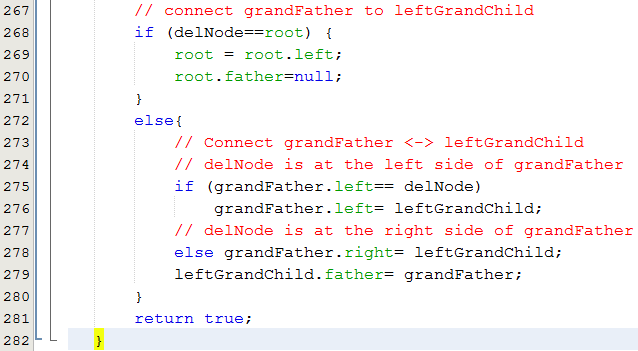 267 // connect grandFather to leftGrandChild
268 if (delNode==root) {
269 root = root.left;
270 root.father=null;
271 }
272 else{
273 // Connect grandFather <-> leftGrandChild
274 // delNode is at the left side of grandFather
275 if (grandFather.left== delNode)
276 grandFather.left= leftGrandChild;
277 // delNode is at the right side of grandFather
278 else grandFather.right= leftGrandChild;
279 leftGrandChild.father= grandFather;
280 }
281 return true;
282 }